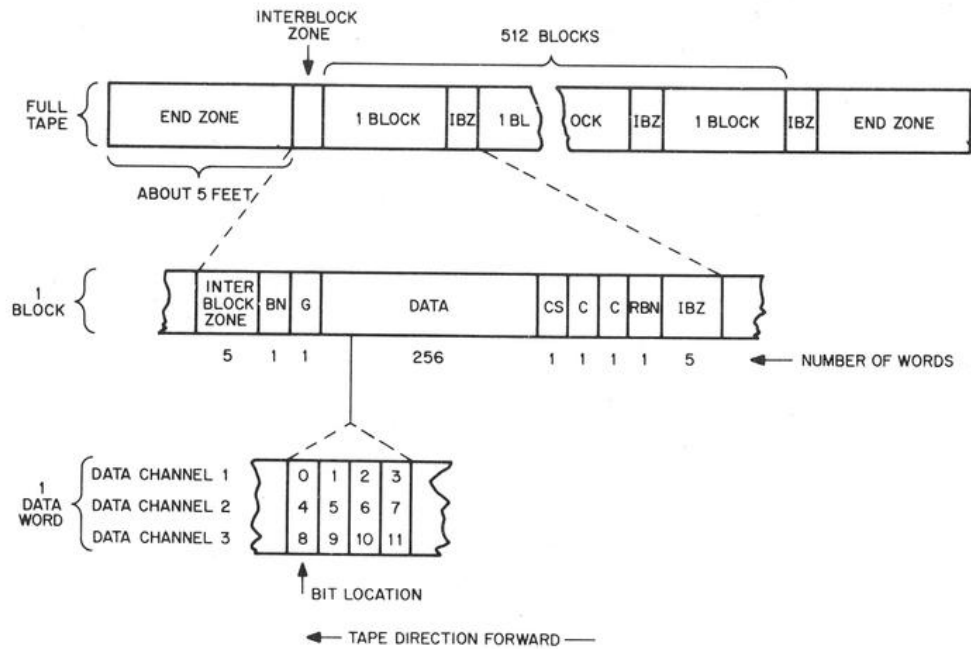 INTERBLOCK
ZONE
512 BLOCKS
FULL
TAPE
END ZONE
1 BLOCK
IBZ
1 BL
OCK
IBZ
1 BLOCK
IBZ
END ZONE
ABOUT 5 FEET
1
BLOCK
INTER
BLOCK
ZONE
BN
G
DATA
CS
C
C
RBN
IBZ
5 1 1 256 1 1 1 1 5
NUMBER OF WORDS
1
DATA
WORD
DATA CHANNEL 1 0 1 2 3
DATA CHANNEL 2 4 5 6 7
DATA CHANNEL 3 8 9 10 11
BIT LOCATION
TAPE DIRECTION FORWARD